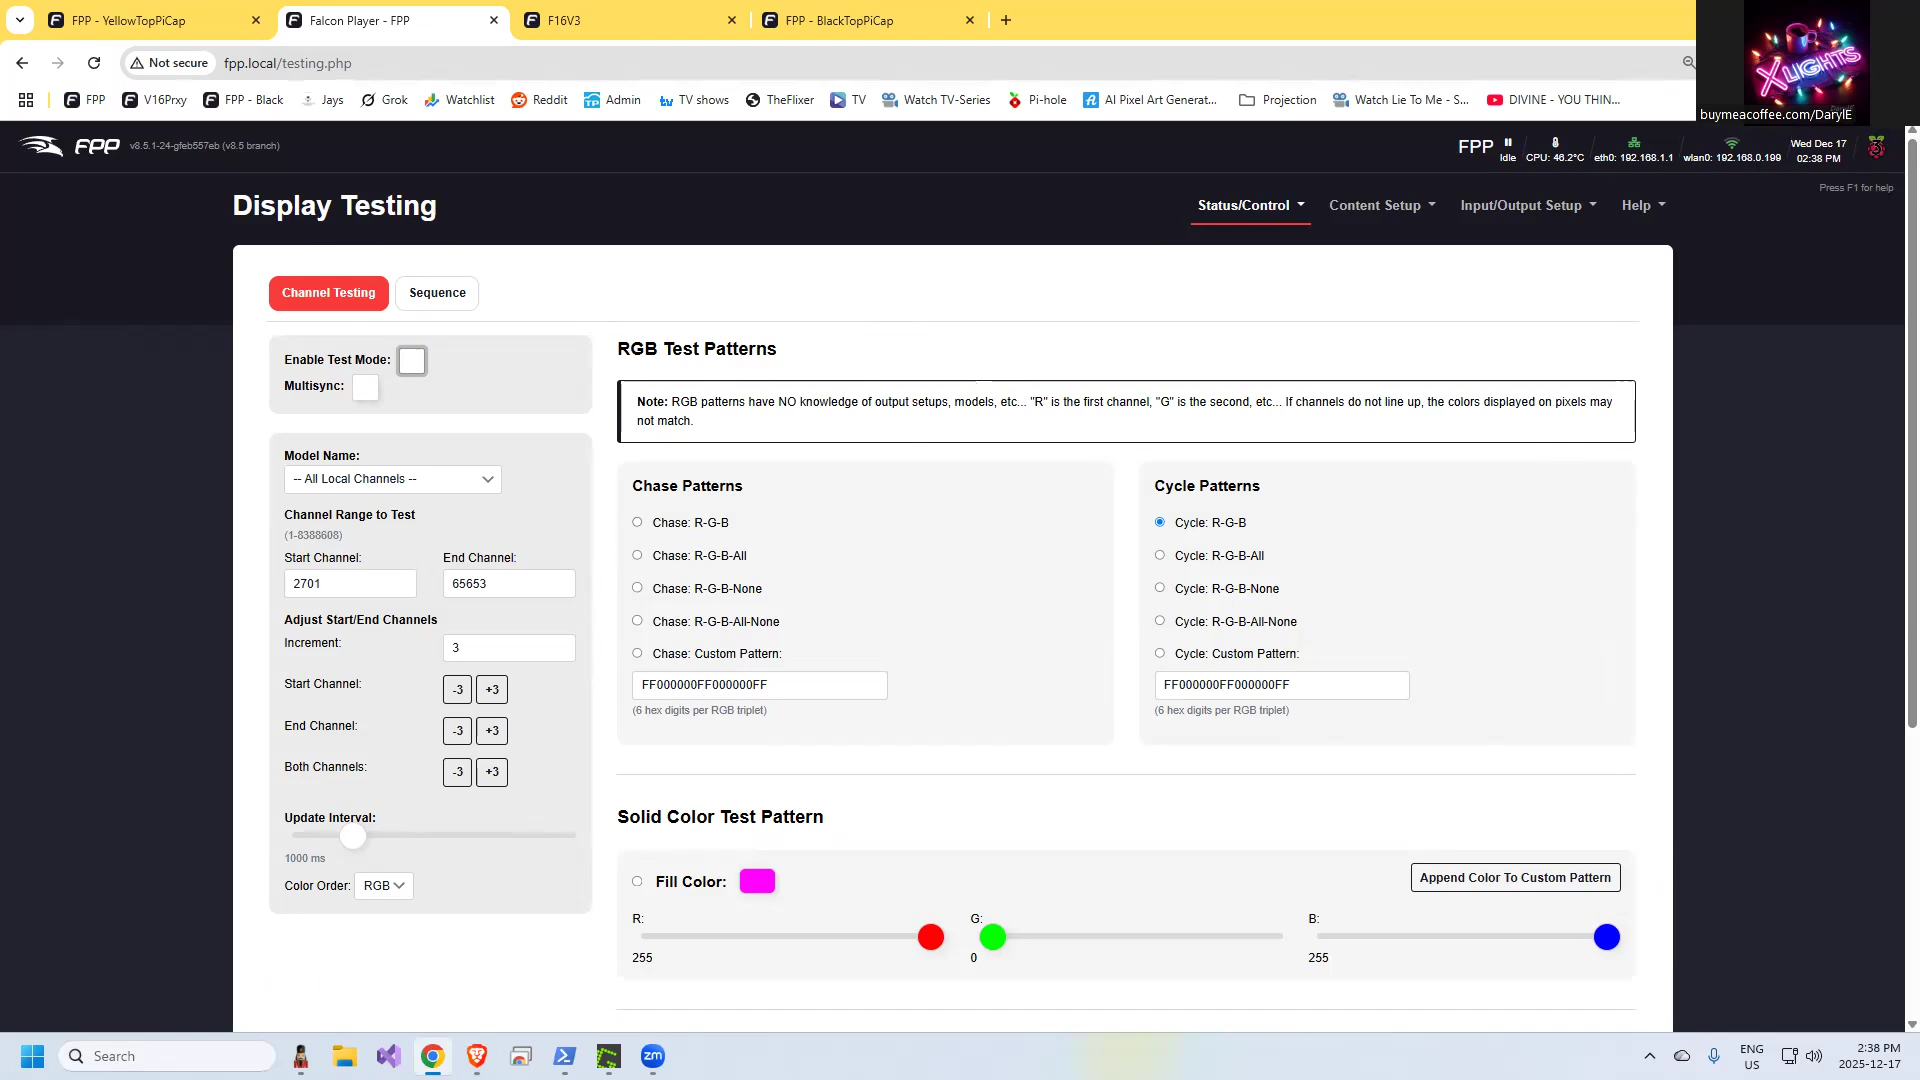 FPP - YellowTopPiCap
Falcon Player - FPP
F16V3
FPP - BlackTopPiCap
Not secure
fpp.local/testing.php
FPP
V16Prxy
FPP - Black
Jays
Grok
Watchlist
Reddit
Admin
TV shows
TheFlixer
TV
Watch TV-Series
Pi-hole
AI Pixel Art Generat...
Projection
Watch Lie To Me - S...
DIVINE - YOU THIN...
XLIGHTS
buymeacoffee.com/DarylE
FPP
v8.5.1-24-gfeb557eb (v8.5 branch)
FPP
Idle
CPU: 46.2°C
eth0: 192.168.1.1
wlan0: 192.168.0.199
Wed Dec 17
02:38 PM
Press F1 for help
Display Testing
Status/Control
Content Setup
Input/Output Setup
Help
Channel Testing
Sequence
Enable Test Mode:
Multisync:
Model Name:
-- All Local Channels --
Channel Range to Test
(1-8388608)
Start Channel:
End Channel:
2701
65653
Adjust Start/End Channels
Increment:
3
Start Channel:
-3
+3
End Channel:
-3
+3
Both Channels:
-3
+3
Update Interval:
1000 ms
Color Order:
RGB
RGB Test Patterns
Note: RGB patterns have NO knowledge of output setups, models, etc... "R" is the first channel, "G" is the second, etc... If channels do not line up, the colors displayed on pixels may
not match.
Chase Patterns
Chase: R-G-B
Chase: R-G-B-All
Chase: R-G-B-None
Chase: R-G-B-All-None
Chase: Custom Pattern:
FF000000FF000000FF
(6 hex digits per RGB triplet)
Cycle Patterns
Cycle: R-G-B
Cycle: R-G-B-All
Cycle: R-G-B-None
Cycle: R-G-B-All-None
Cycle: Custom Pattern:
FF000000FF000000FF
(6 hex digits per RGB triplet)
Solid Color Test Pattern
Fill Color:
Append Color To Custom Pattern
R:
G:
B:
255
0
255
Search
zm
ENG
US
2:38 PM
2025-12-17